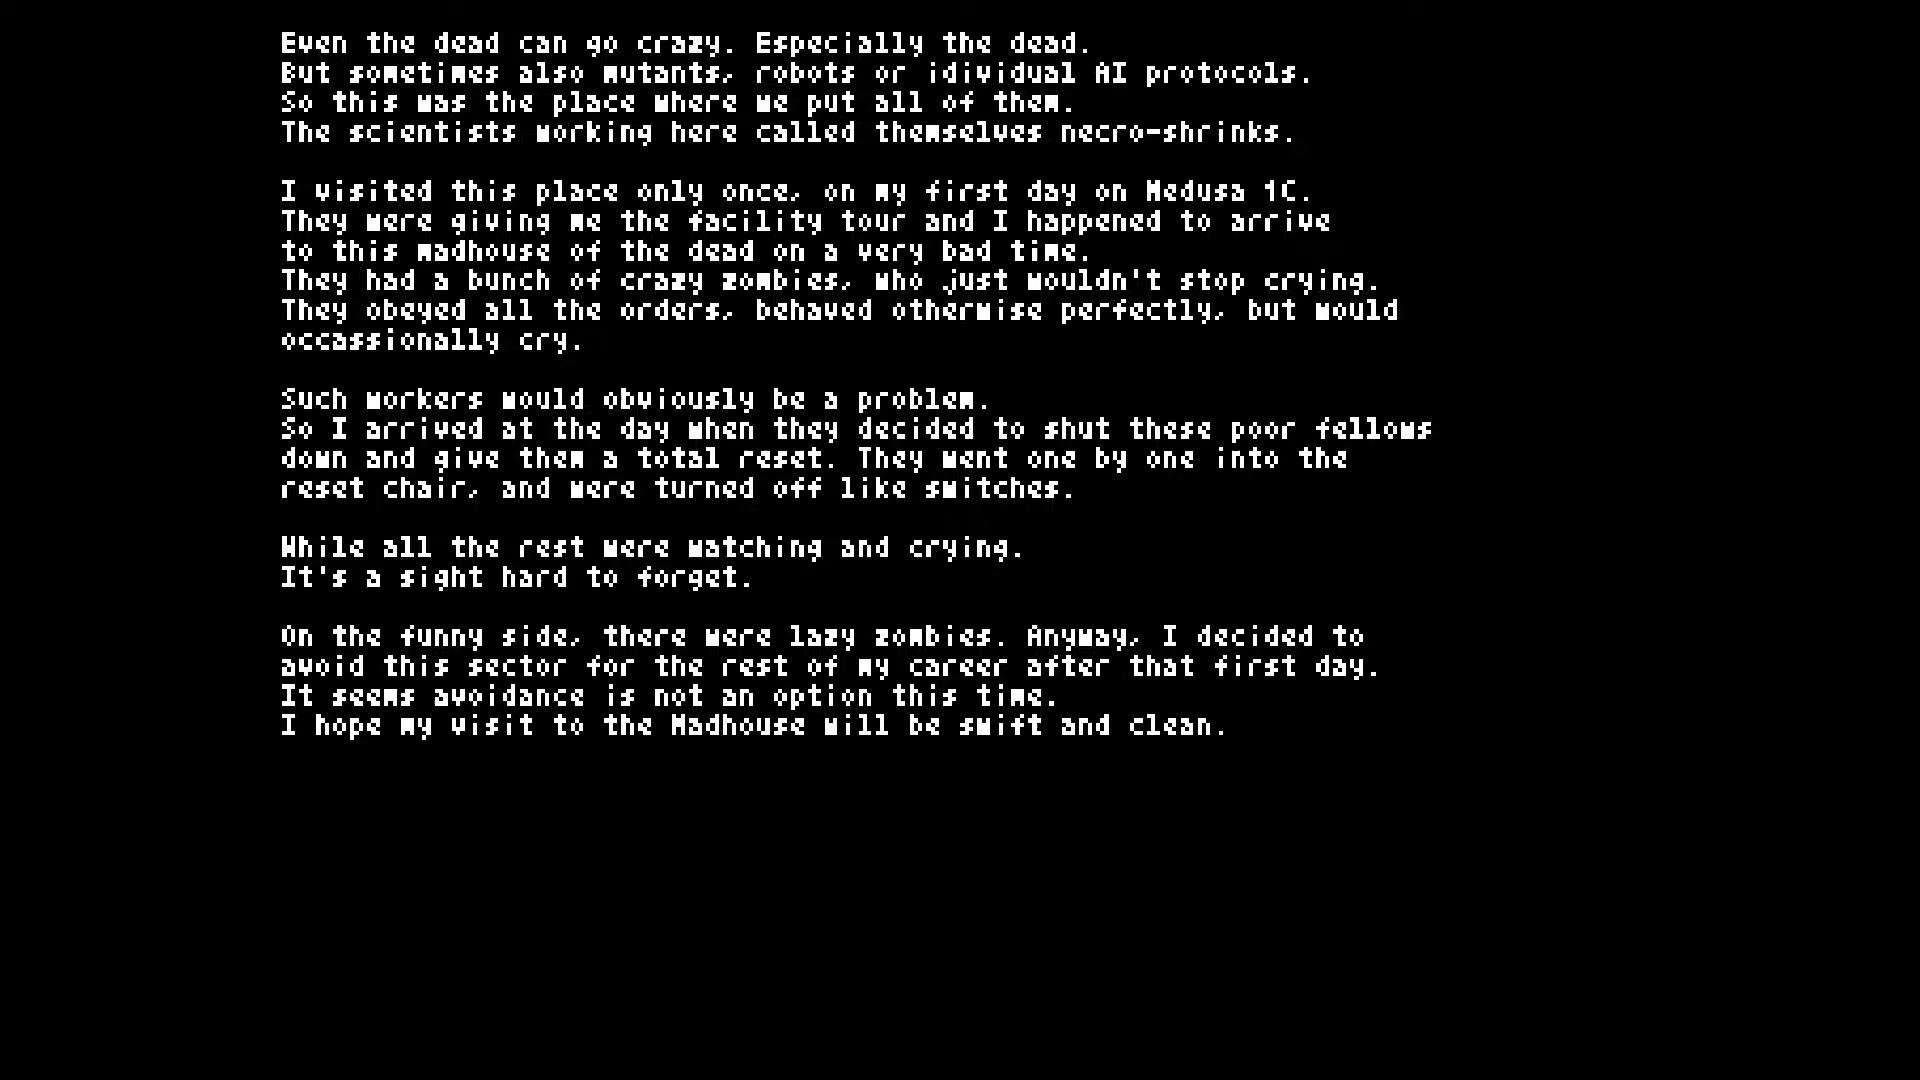 Even the dead can go crazy. Especially the dead.
But sometimes also mutants, robots or idividual AI protocols.
So this was the place where we put all of them.
The scientists working here called themselves necro-shrinks.
I visited this place only once, on my first day on Medusa 1C.
They were giving me the facility tour and I happened to arrive
to this madhouse of the dead on a very bad time.
They had a bunch of crazy zombies, who just wouldn't stop crying.
They obeyed all the orders, behaved otherwise perfectly, but would
occassionally cry.
Such workers would obviously be a problem.
So I arrived at the day when they decided to shut these poor fellows
down and give them a total reset. They went one by one into the
reset chair, and were turned off like switches.
While all the rest were watching and crying.
It's a sight hard to forget.
On the funny side, there were lazy zombies. Anyway, I decided to
avoid this sector for the rest of my career after that first day.
It seems avoidance is not an option this time.
I hope my visit to the Madhouse will be swift and clean.